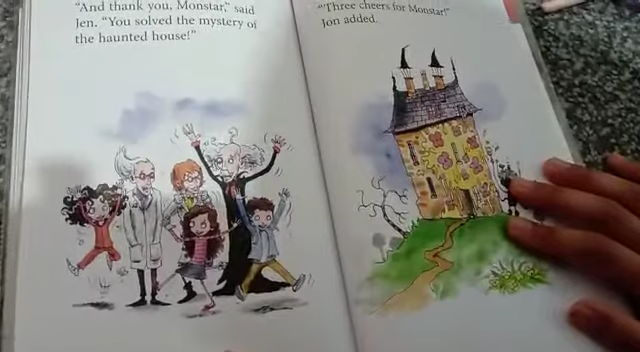 "And thank you, Monstar," said
Jen. "You solved the mystery of
the haunted house!"
"Three cheers for Monstar!"
Jon added.